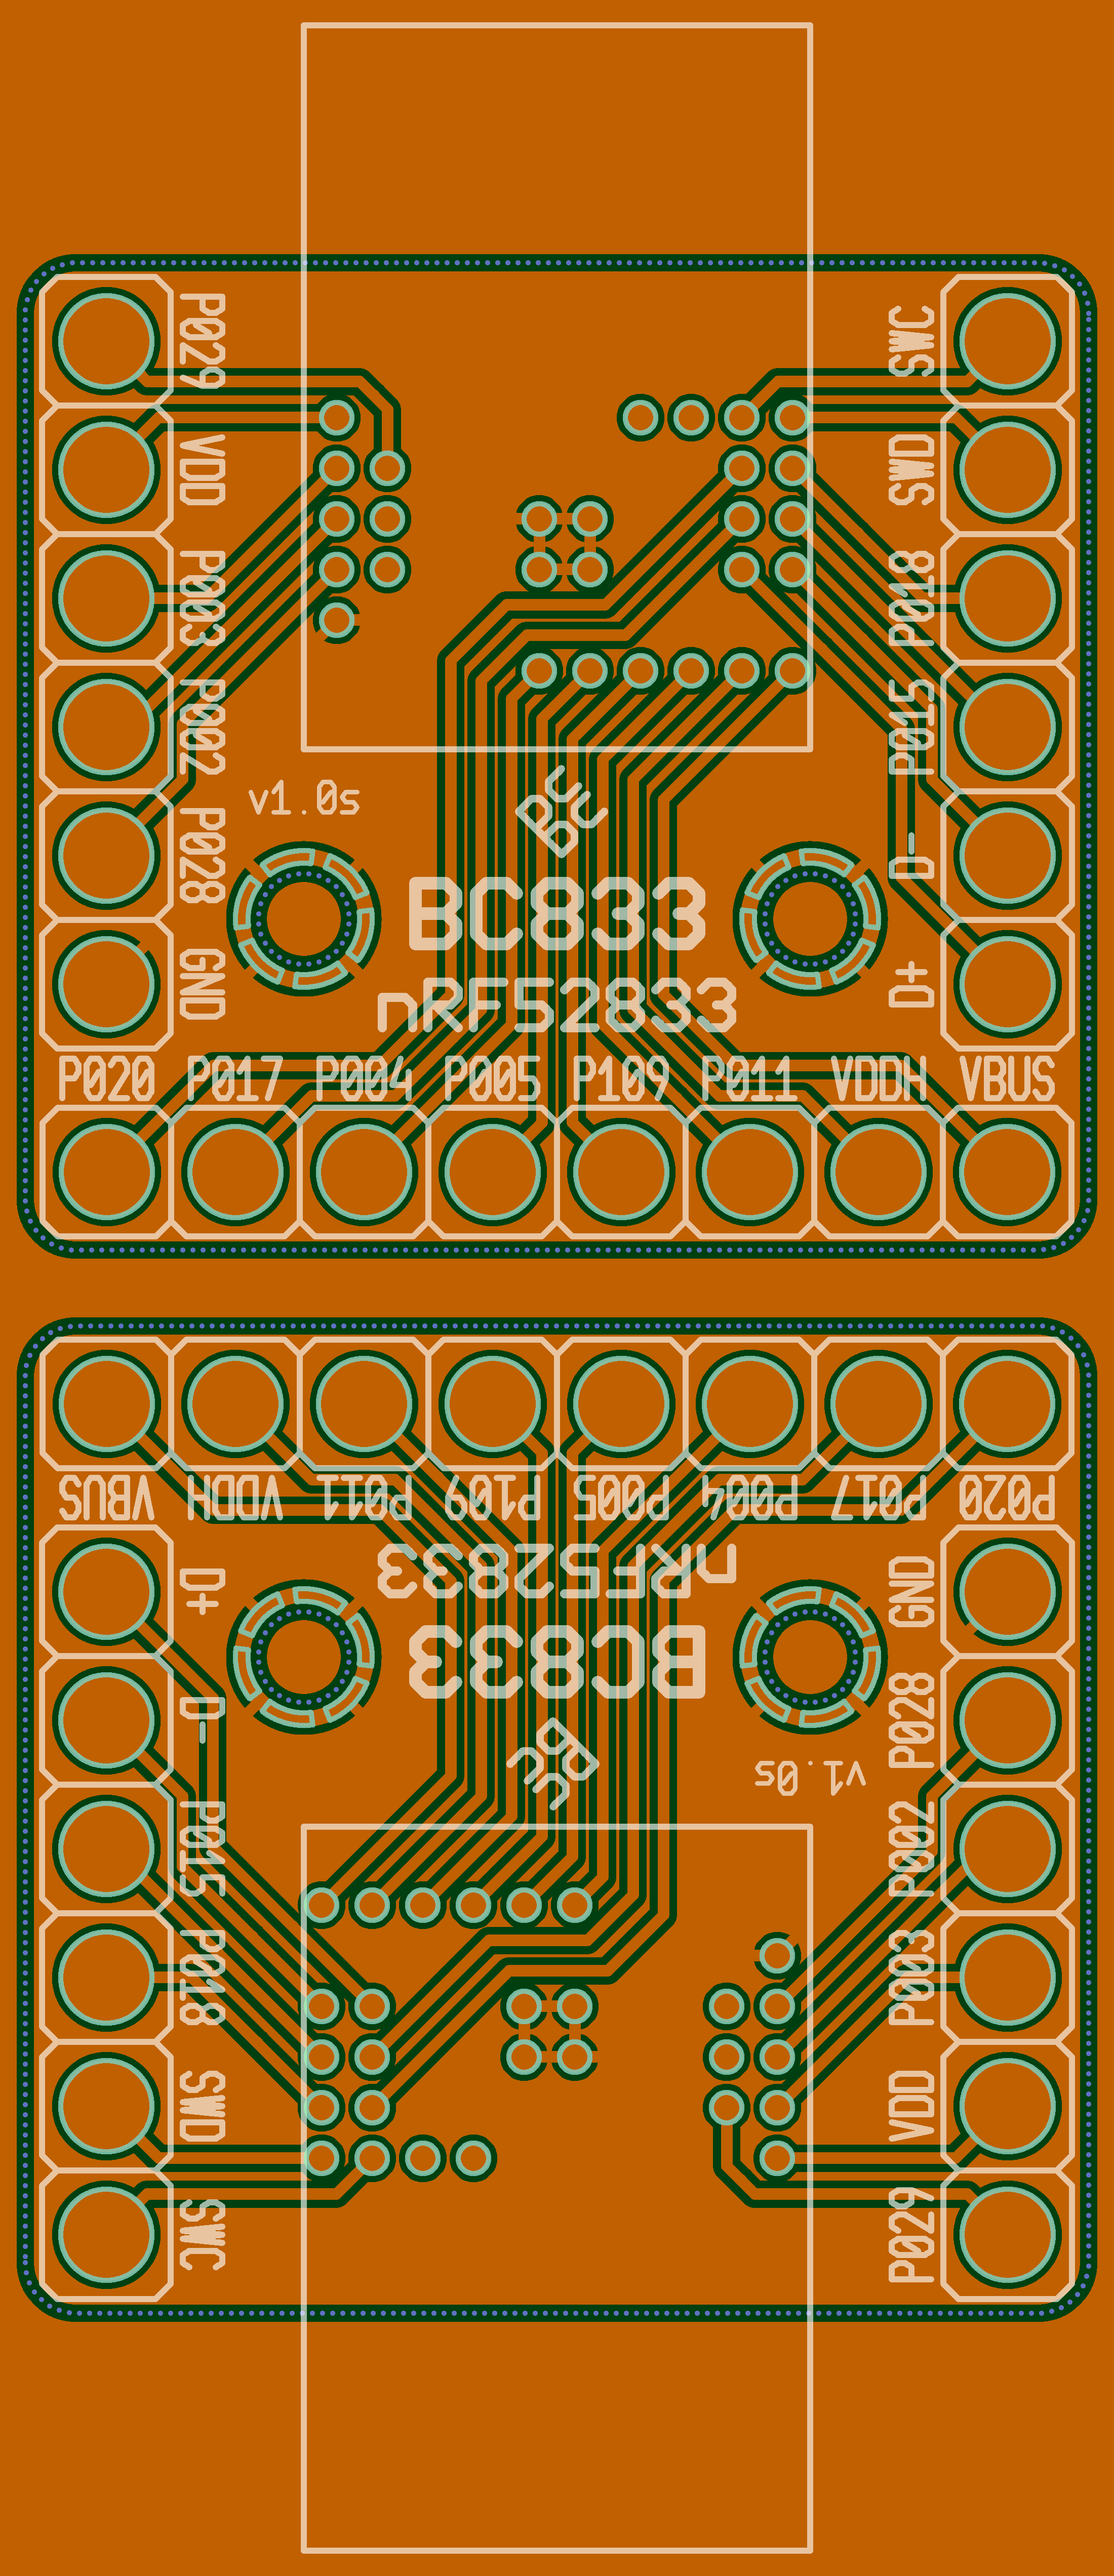 P029
SWC
VDD
SWD
P003
P018
P002
P015
v1.0s
BC
P028
D-
BC833
GND
D+
nRF52833
P020 P017 P004 P005 P109 P011 VDDH VBUS
VBUS VDDH P011 P109 P005 P004 P017 P020
D+
nRF52833
GND
BC833
D-
P028
BC
v1.0s
P015
P002
P018
P003
SWD
VDD
SWC
P029